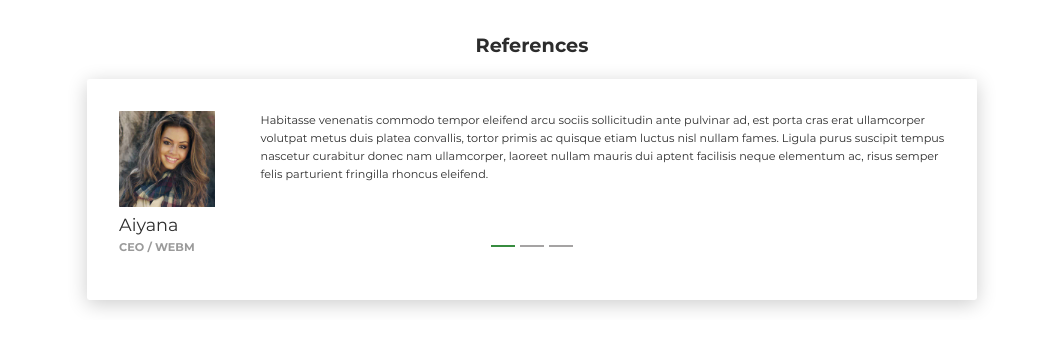 References
Habitasse venenatis commodo tempor eleifend arcu sociis sollicitudin ante pulvinar ad, est porta cras erat ullamcorper
volutpat metus duis platea convallis, tortor primis ac quisque etiam luctus nisl nullam fames. Ligula purus suscipit tempus
nascetur curabitur donec nam ullamcorper, laoreet nullam mauris dui aptent facilisis neque elementum ac, risus semper
felis parturient fringilla rhoncus eleifend.
Aiyana
CEO / WEBM